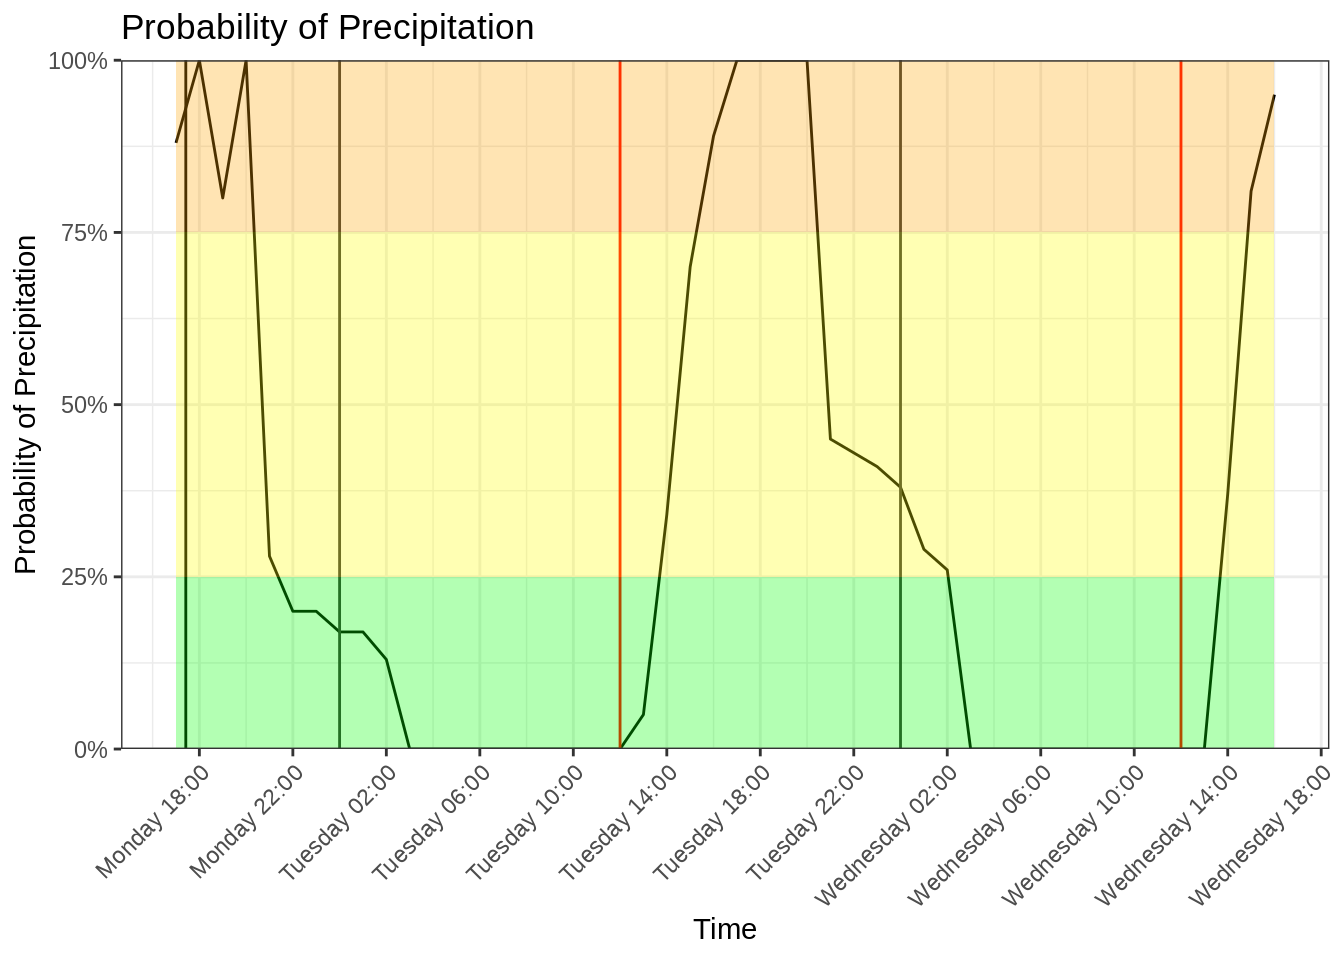 Probability of Precipitation
Probability of Precipitation
100%
75%
50%
25%
0%
Monday 18:00
Monday 22:00
Tuesday 02:00
Tuesday 06:00
Tuesday 10:00
Tuesday 14:00
Tuesday 18:00
Tuesday 22:00
Wednesday 02:00
Wednesday 06:00
Wednesday 10:00
Wednesday 14:00
Wednesday 18:00
Time